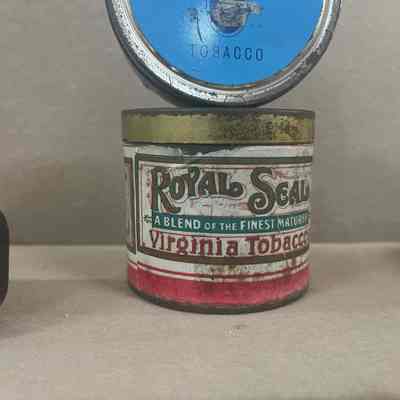 TOBACCO
ROYAL SEAL
A BLEND OF THE FINEST MATURED
Virginia Tobacco